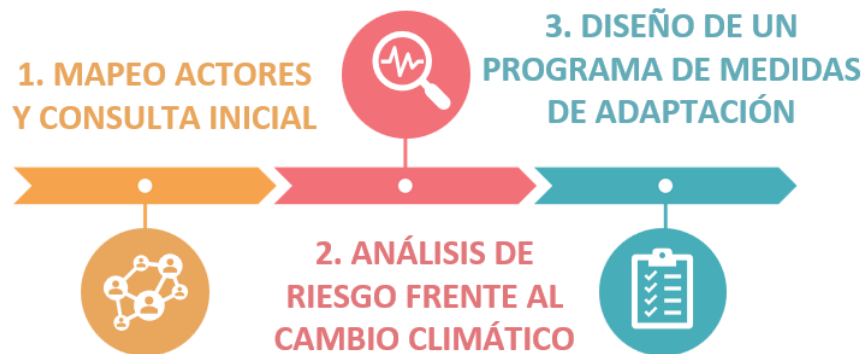 1. MAPEO ACTORES
Y CONSULTA INICIAL
2. ANÁLISIS DE
RIESGO FRENTE AL
CAMBIO CLIMÁTICO
3. DISEÑO DE UN
PROGRAMA DE MEDIDAS
DE ADAPTACIÓN